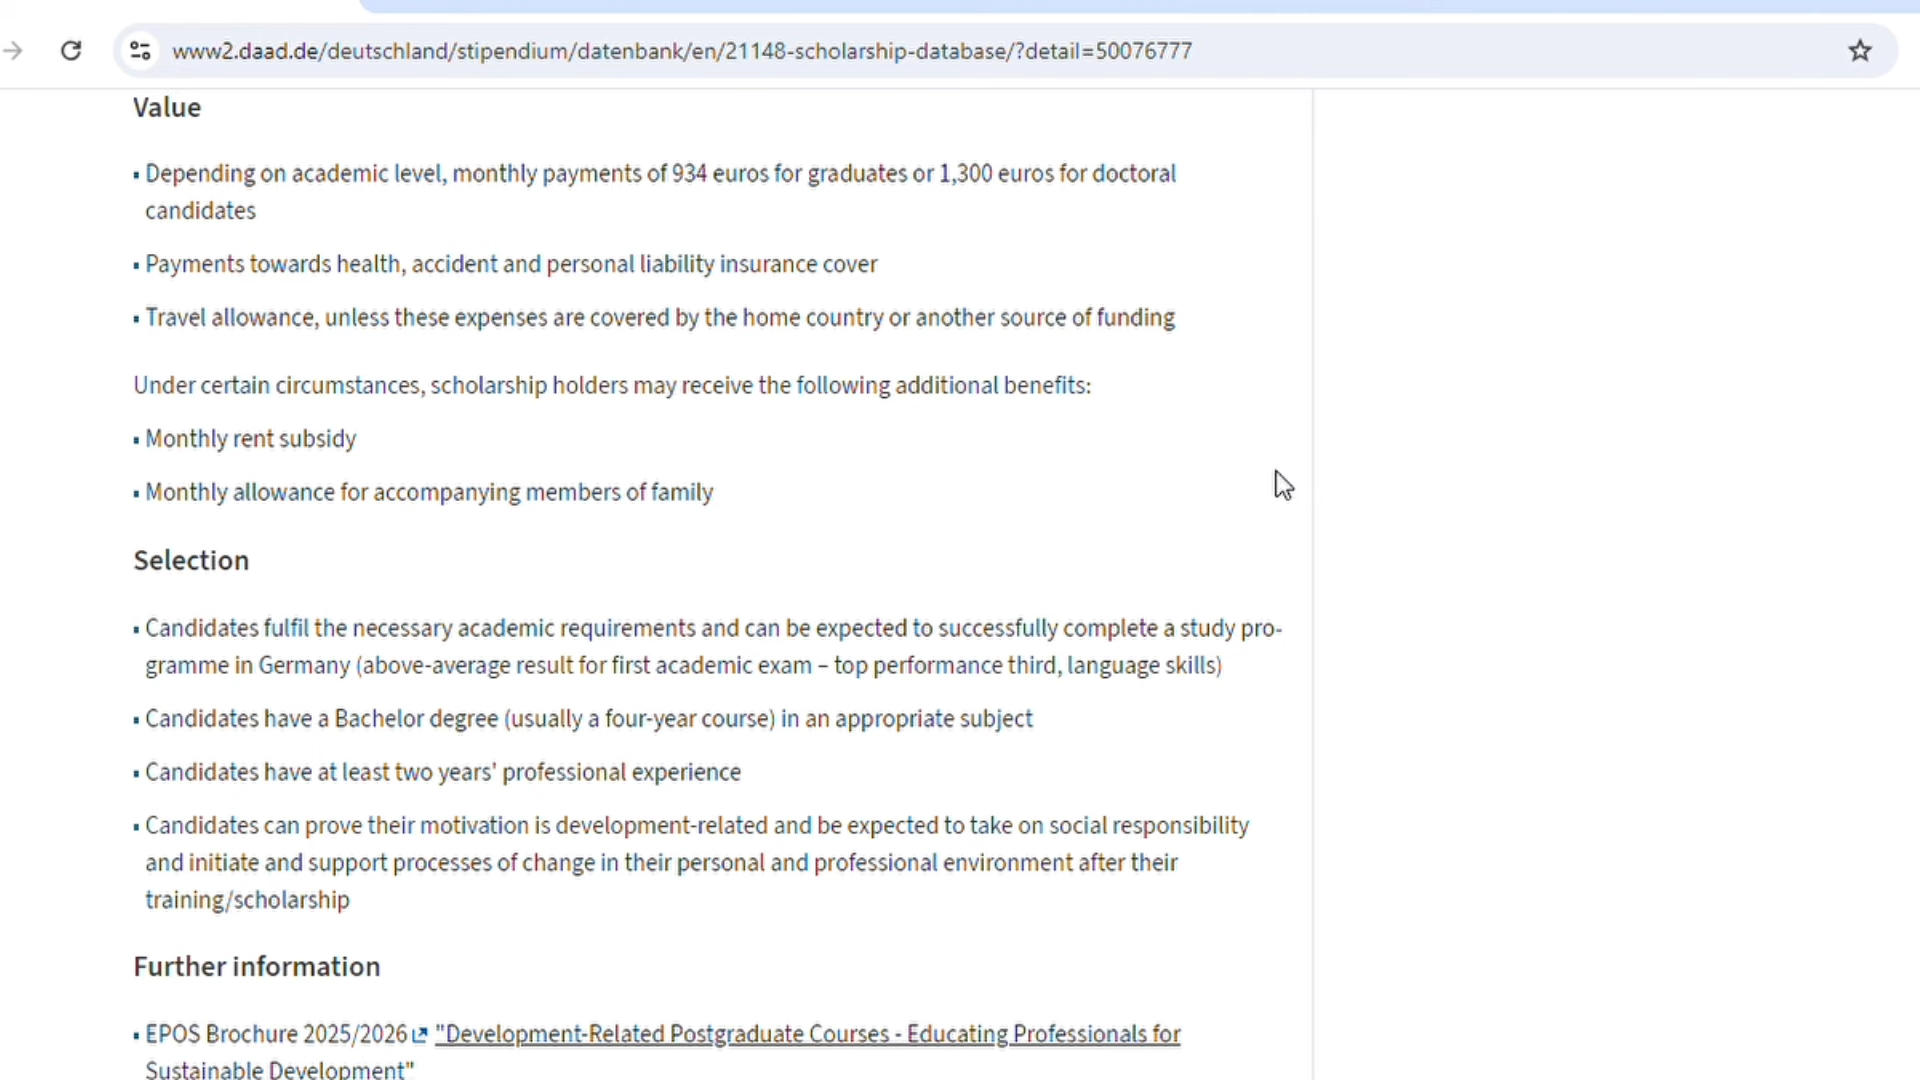 www2.daad.de/deutschland/stipendium/datenbank/en/21148-scholarship-database/?detail=50076777
Value
▪ Depending on academic level, monthly payments of 934 euros for graduates or 1,300 euros for doctoral
candidates
▪ Payments towards health, accident and personal liability insurance cover
▪ Travel allowance, unless these expenses are covered by the home country or another source of funding
Under certain circumstances, scholarship holders may receive the following additional benefits:
▪ Monthly rent subsidy
▪ Monthly allowance for accompanying members of family
Selection
▪ Candidates fulfil the necessary academic requirements and can be expected to successfully complete a study pro-
gramme in Germany (above-average result for first academic exam – top performance third, language skills)
▪ Candidates have a Bachelor degree (usually a four-year course) in an appropriate subject
▪ Candidates have at least two years' professional experience
▪ Candidates can prove their motivation is development-related and be expected to take on social responsibility
and initiate and support processes of change in their personal and professional environment after their
training/scholarship
Further information
▪ EPOS Brochure 2025/2026 "Development-Related Postgraduate Courses - Educating Professionals for
Sustainable Development"